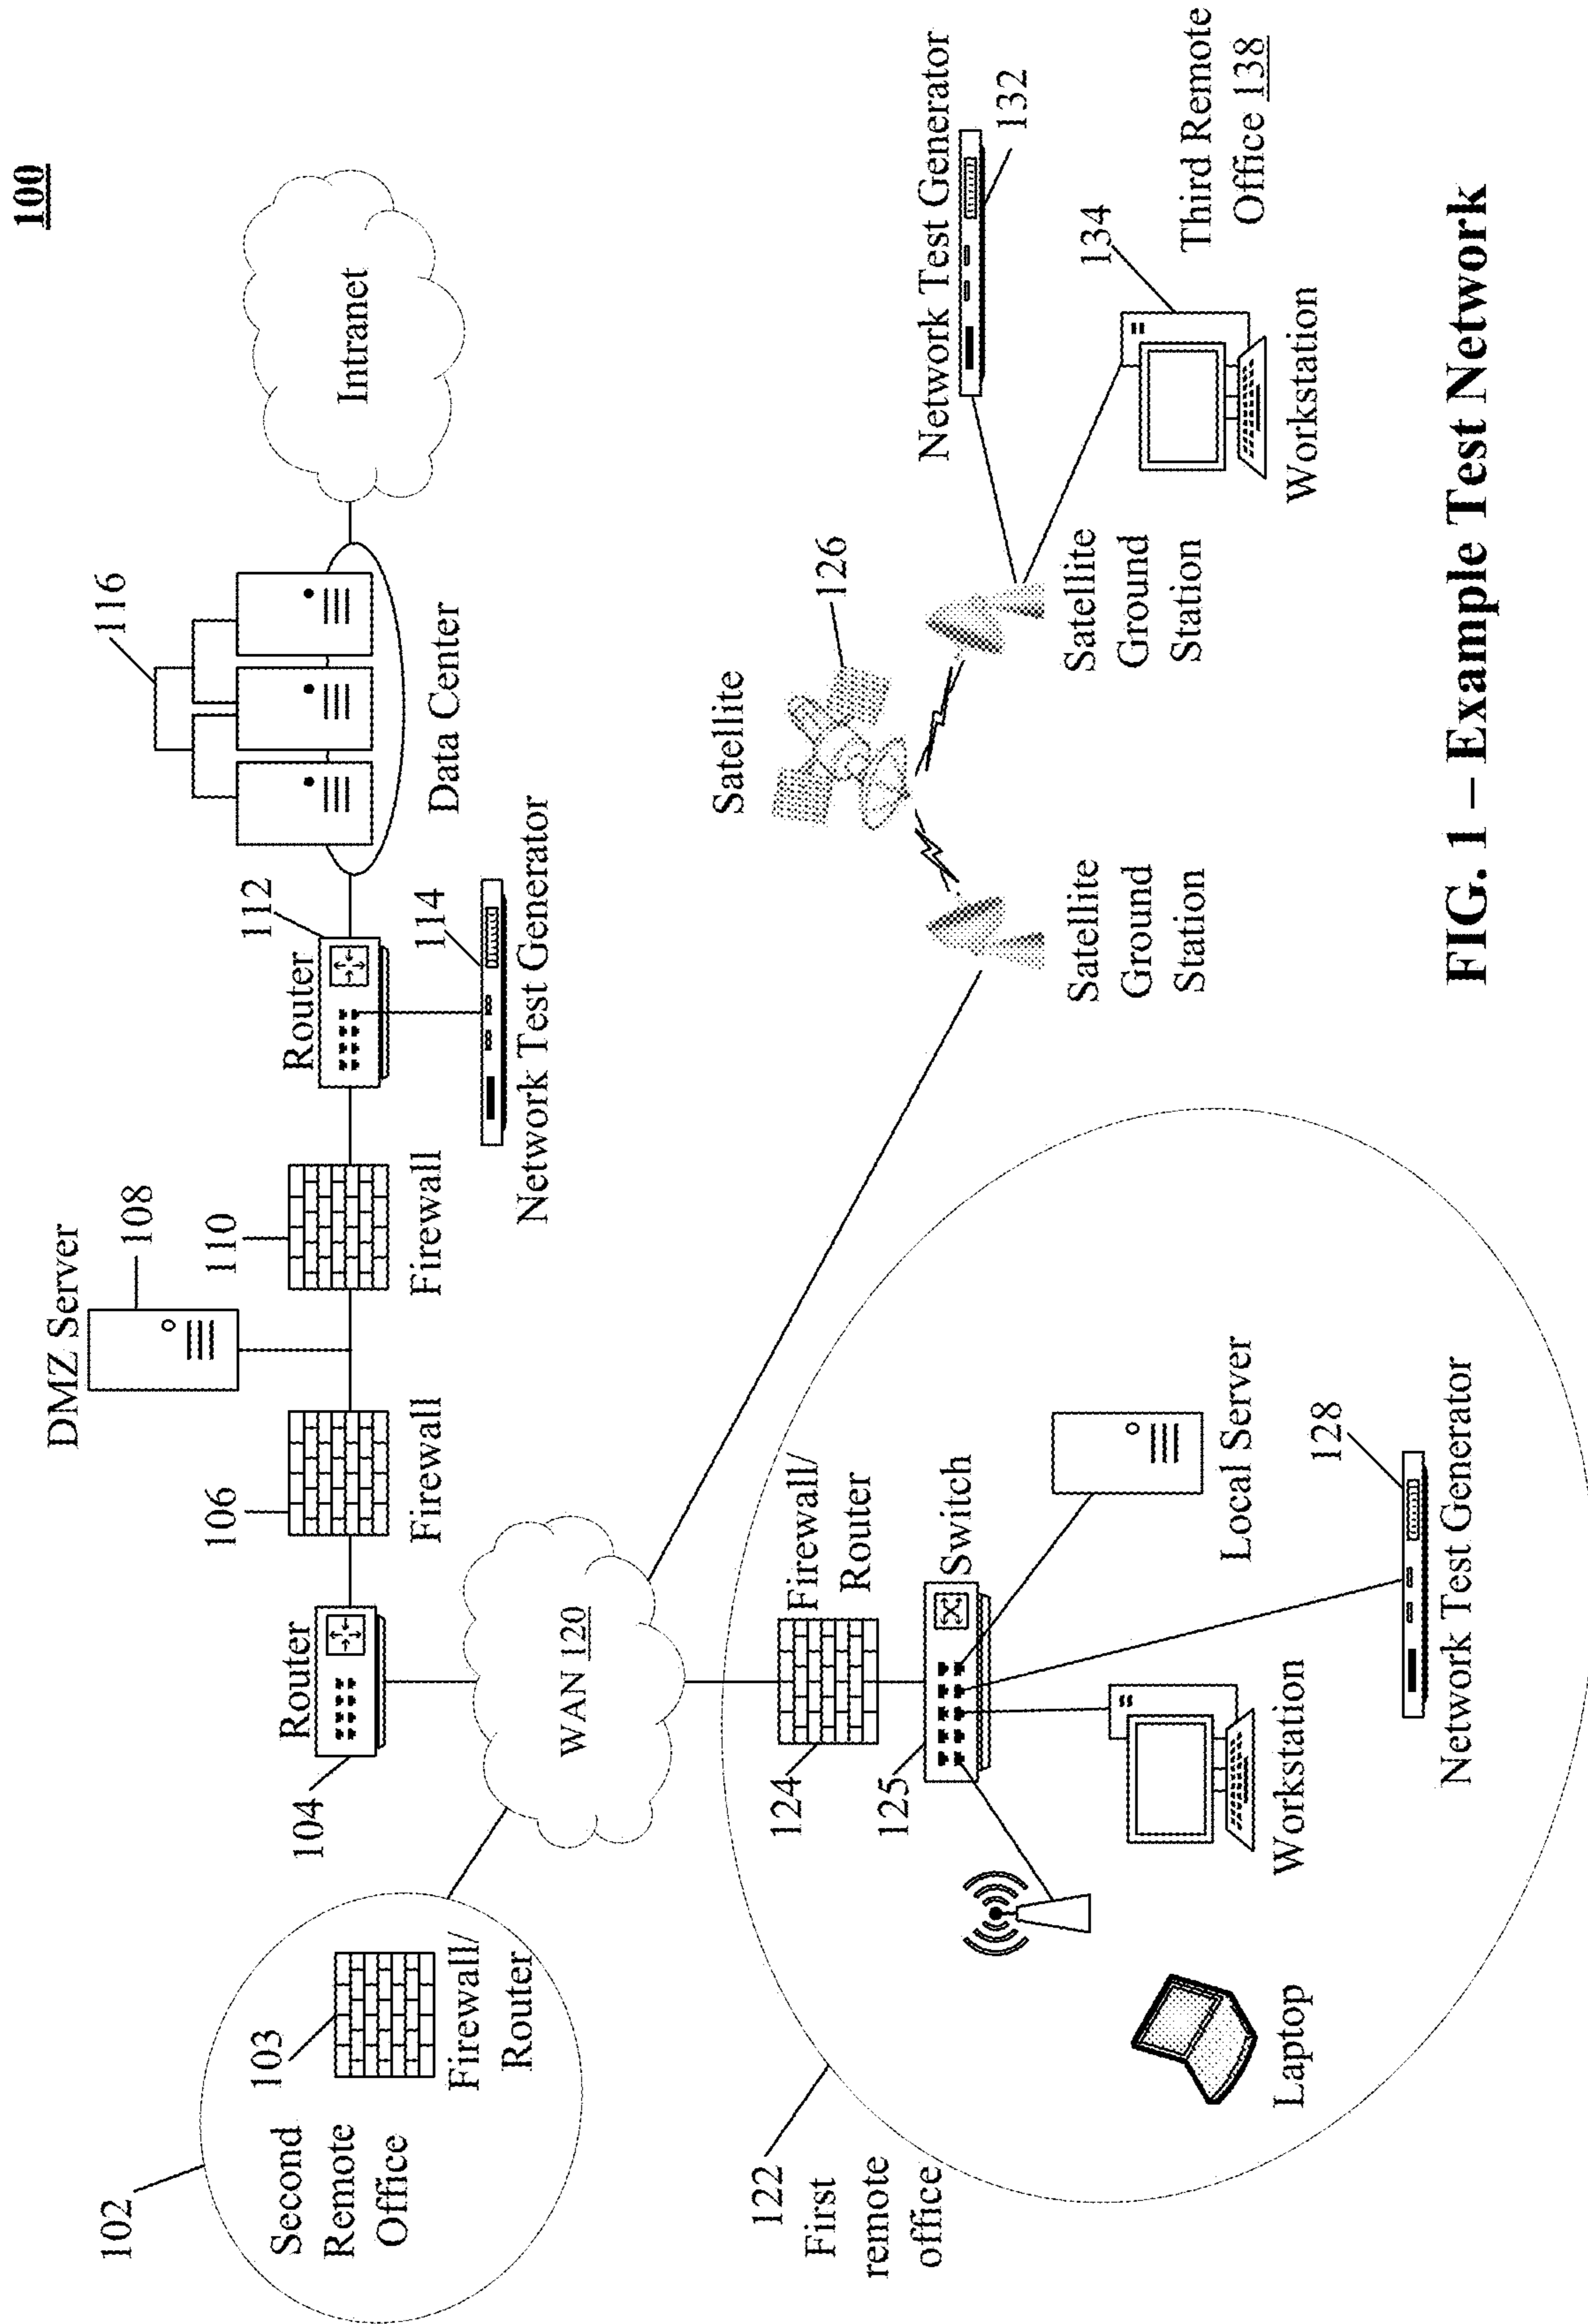 100
102
Second
Remote
Office
103
Firewall/
Router
104
Router
106
Firewall
DMZ Server
108
110
Firewall
112
Router
114
Network Test Generator
116
Data Center
Intranet
WAN 120
122
First
remote
office
124
Firewall/
Router
125
Switch
Laptop
Workstation
Local Server
128
Network Test Generator
Satellite
126
Satellite
Ground
Station
Satellite
Ground
Station
Network Test Generator
132
134
Workstation
Third Remote
Office 138
FIG. 1 – Example Test Network